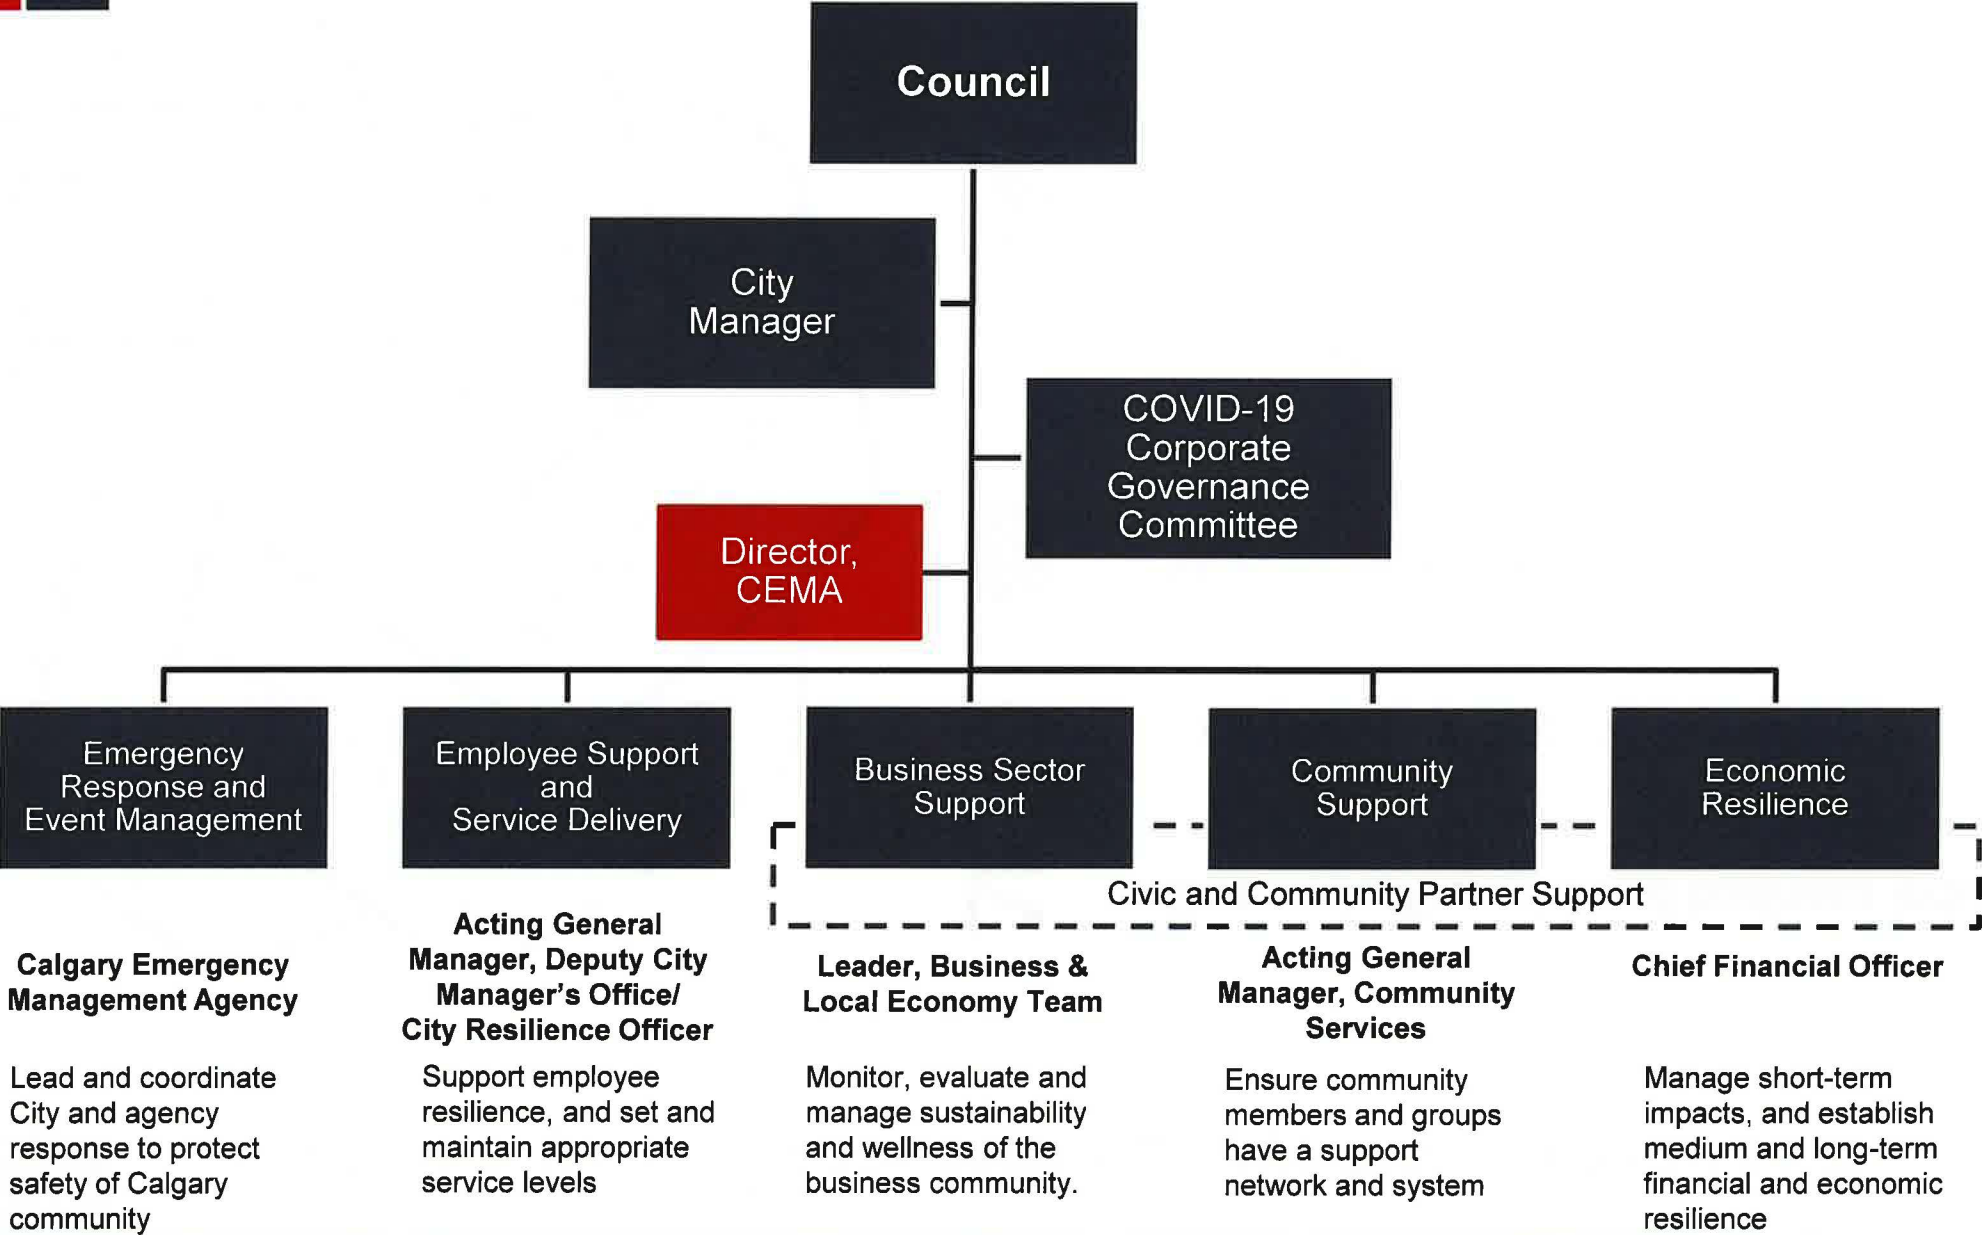 Council
City
Manager
COVID-19
Corporate
Governance
Committee
Director,
CEMA
Emergency
Response and
Event Management
Employee Support
and
Service Delivery
Business Sector
Support
Community
Support
Economic
Resilience
Civic and Community Partner Support
Calgary Emergency
Management Agency
Lead and coordinate
City and agency
response to protect
safety of Calgary
community
Acting General
Manager, Deputy City
Manager's Office/
City Resilience Officer
Support employee
resilience, and set and
maintain appropriate
service levels
Leader, Business &
Local Economy Team
Monitor, evaluate and
manage sustainability
and wellness of the
business community.
Acting General
Manager, Community
Services
Ensure community
members and groups
have a support
network and system
Chief Financial Officer
Manage short-term
impacts, and establish
medium and long-term
financial and economic
resilience